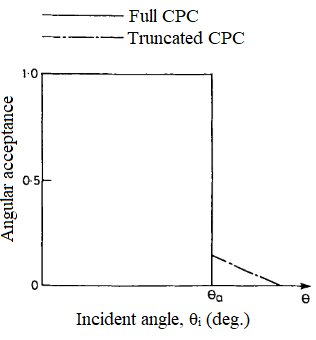 Full CPC
Truncated CPC
1·0
Angular acceptance
0·5
0
θa
θ
Incident angle, θi (deg.)